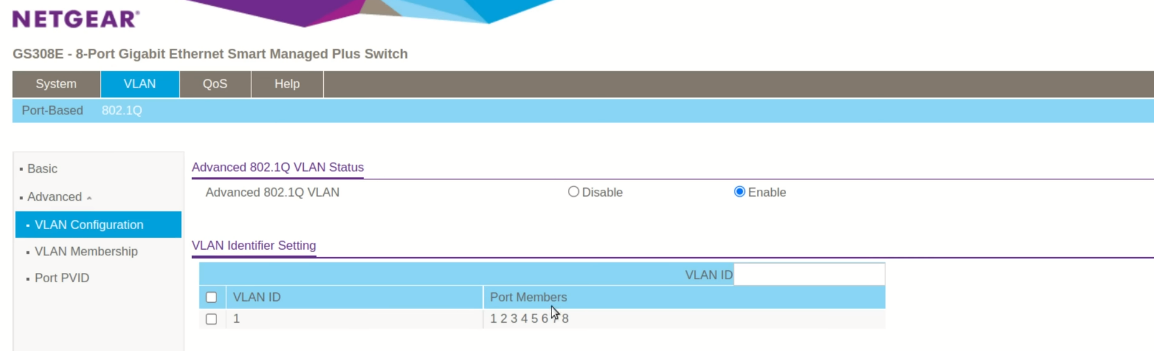 NETGEAR®
GS308E - 8-Port Gigabit Ethernet Smart Managed Plus Switch
System VLAN QoS Help
Port-Based 802.1Q
Basic
Advanced
VLAN Configuration
VLAN Membership
Port PVID
Advanced 802.1Q VLAN Status
Advanced 802.1Q VLAN Disable Enable
VLAN Identifier Setting
VLAN ID
VLAN ID Port Members
1 1 2 3 4 5 6 7 8